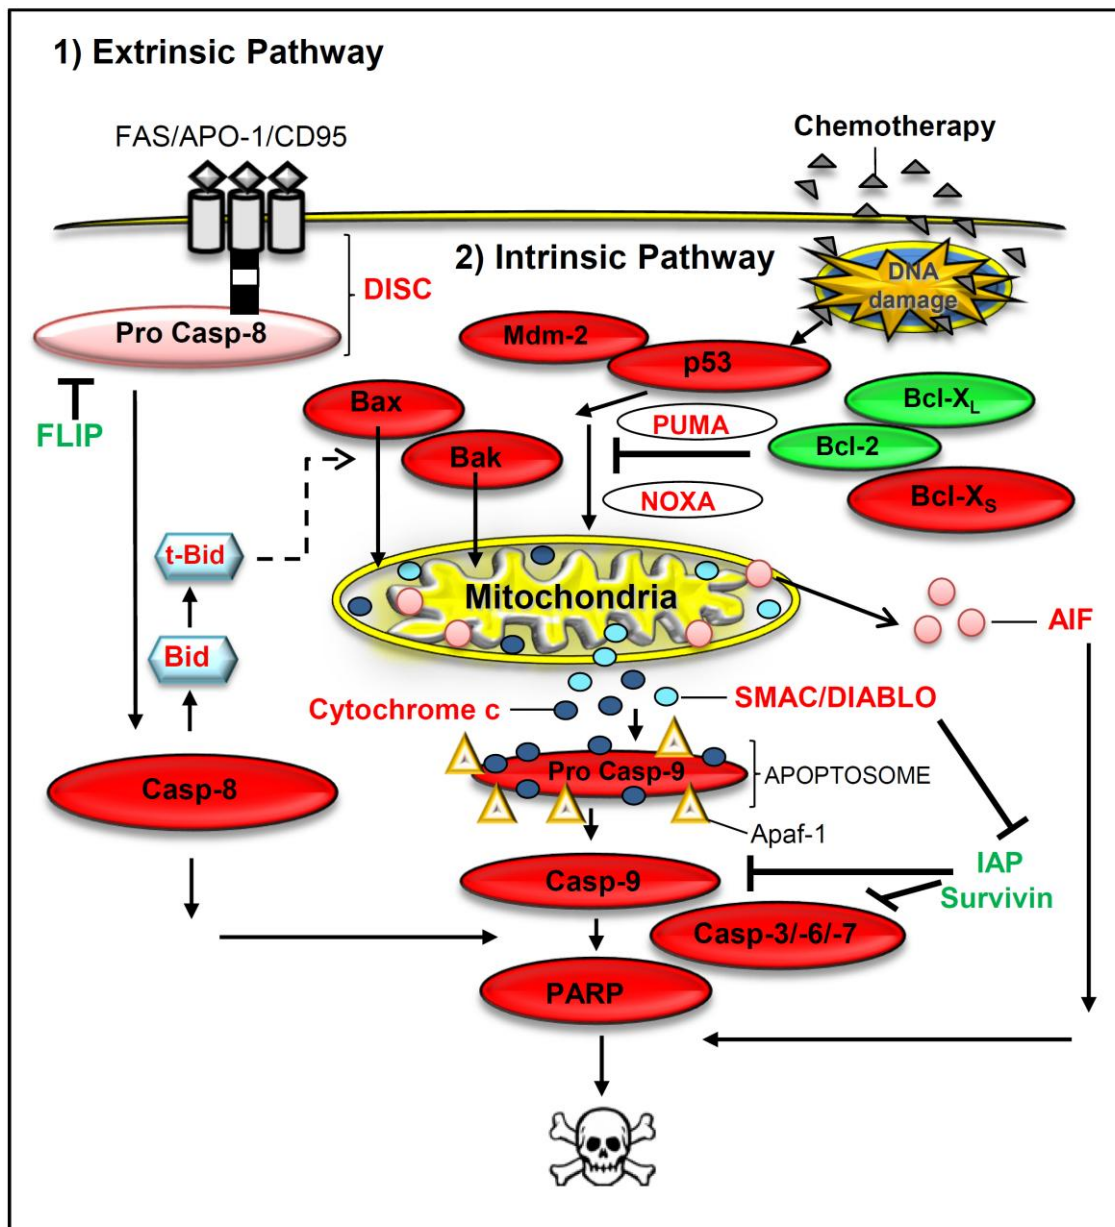 1) Extrinsic Pathway
FAS/APO-1/CD95
Chemotherapy
2) Intrinsic Pathway
DNA
damage
DISC
Pro Casp-8
Mdm-2
p53
FLIP
Bax
Bak
PUMA
NOXA
Bcl-XL
Bcl-2
Bcl-XS
t-Bid
Bid
Mitochondria
AIF
Cytochrome c
SMAC/DIABLO
Pro Casp-9
APOPTOSOME
Apaf-1
Casp-8
Casp-9
IAP
Survivin
Casp-3/-6/-7
PARP